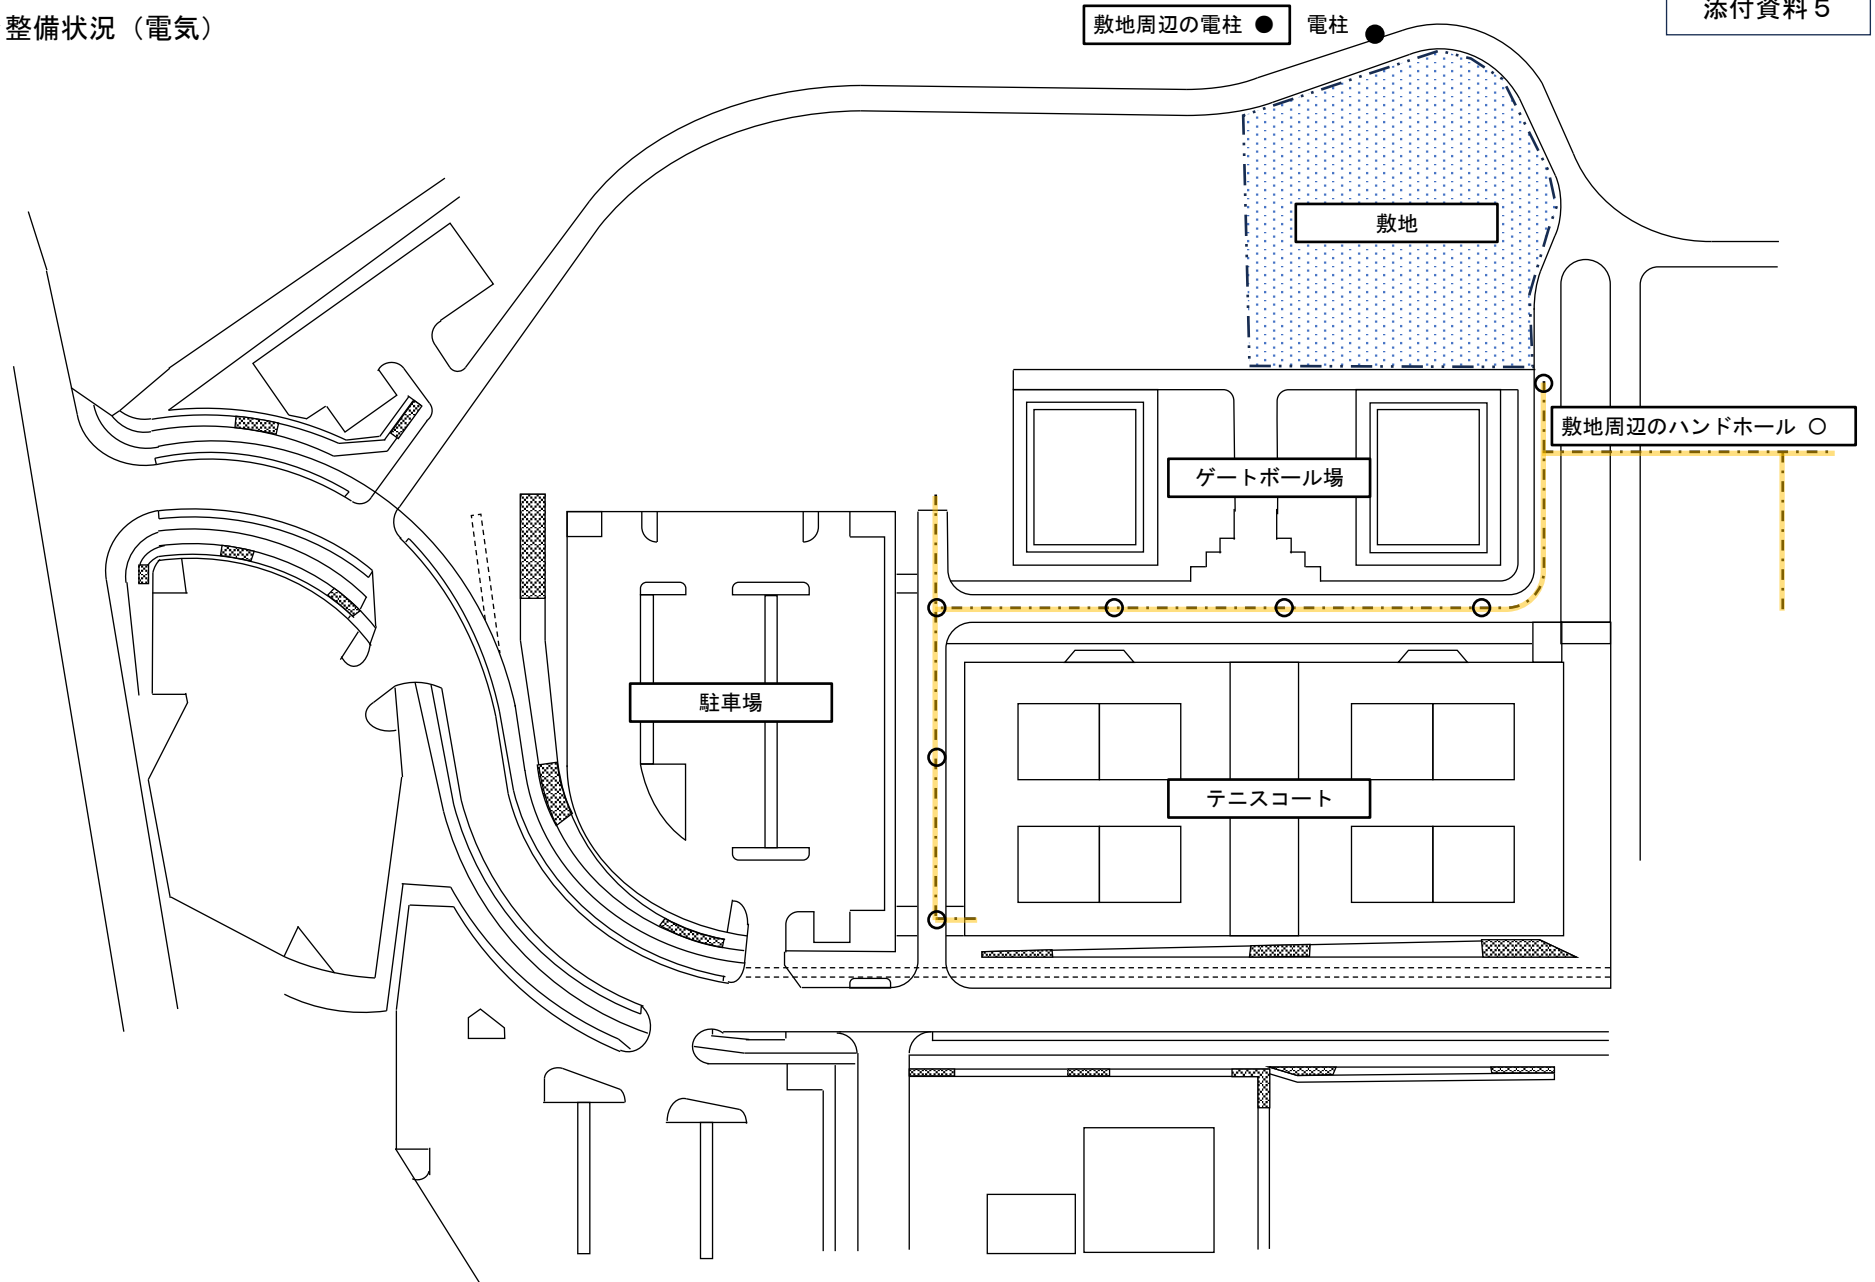 整備状況（電気）
敷地周辺の電柱 ●
電柱
添付資料５
敷地
敷地周辺のハンドホール 〇
ゲートボール場
駐車場
テニスコート